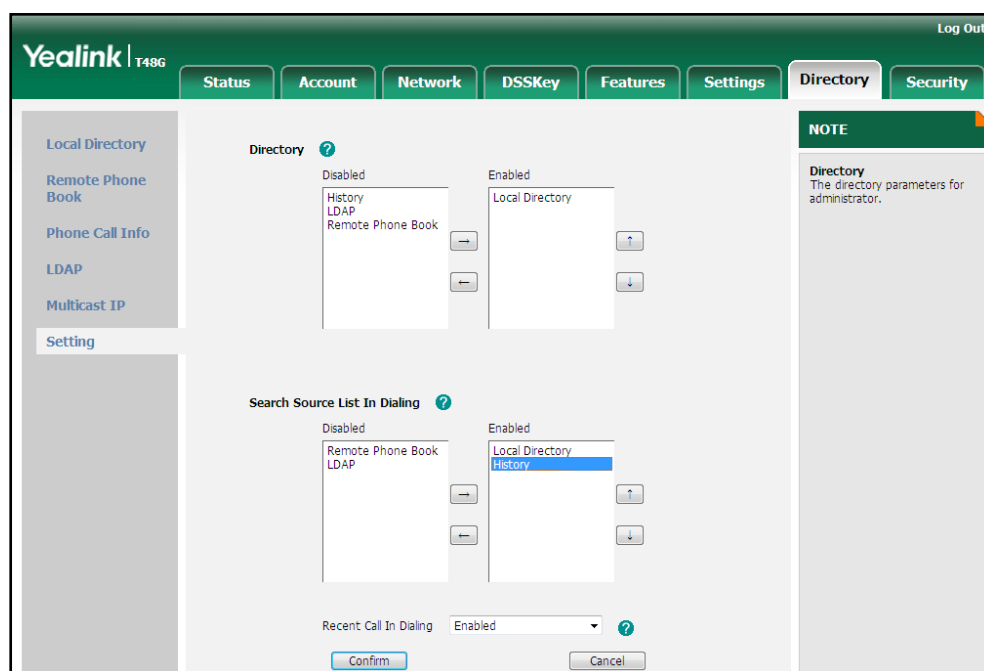 Log Out
Yealink | T48G
Status Account Network DSSKey Features Settings Directory Security
Local Directory
Remote Phone
Book
Phone Call Info
LDAP
Multicast IP
Setting
Directory ?
Disabled Enabled
History
LDAP
Remote Phone Book
Local Directory
→
←
↑
↓
Search Source List In Dialing ?
Disabled Enabled
Remote Phone Book
LDAP
Local Directory
History
→
←
↑
↓
Recent Call In Dialing Enabled ?
Confirm Cancel
NOTE
Directory
The directory parameters for
administrator.